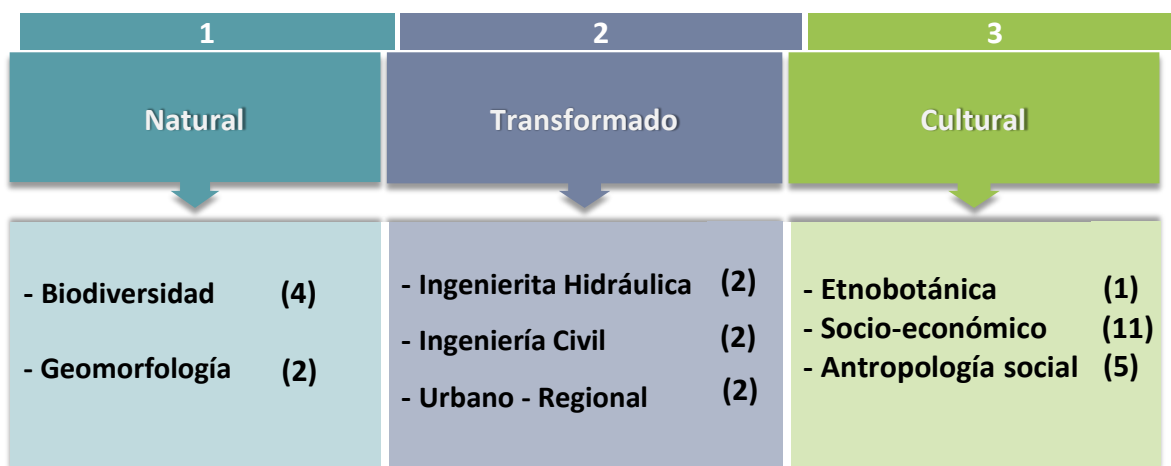 1
Natural
- Biodiversidad (4)
- Geomorfología (2)
2
Transformado
- Ingenierita Hidráulica (2)
- Ingeniería Civil (2)
- Urbano - Regional (2)
3
Cultural
- Etnobotánica (1)
- Socio-económico (11)
- Antropología social (5)